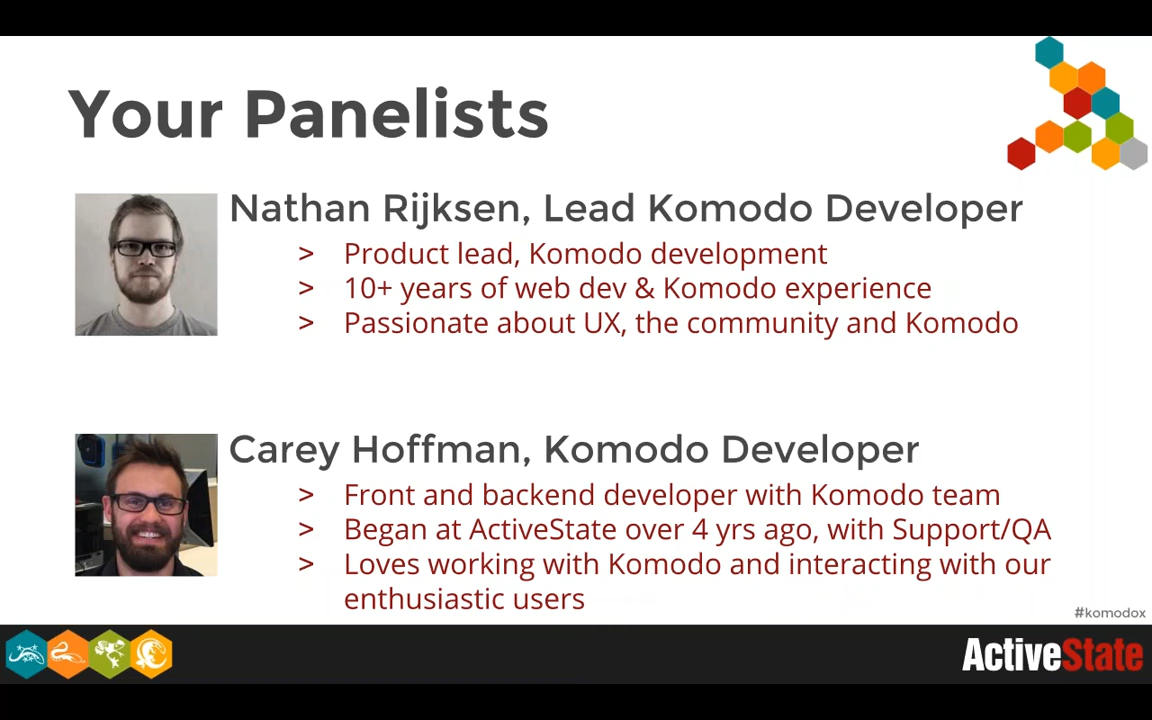 Your Panelists
Nathan Rijksen, Lead Komodo Developer
> Product lead, Komodo development
> 10+ years of web dev & Komodo experience
> Passionate about UX, the community and Komodo
Carey Hoffman, Komodo Developer
> Front and backend developer with Komodo team
> Began at ActiveState over 4 yrs ago, with Support/QA
> Loves working with Komodo and interacting with our
enthusiastic users
#komodox
ActiveState